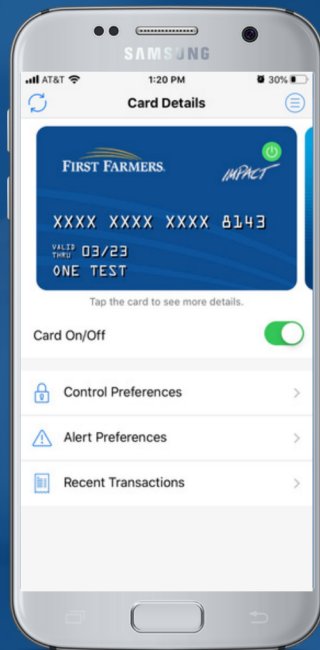 SAMSUNG
AT&T 1:20 PM 30%
Card Details
FIRST FARMERS
IMPACT
XXXX XXXX XXXX 8143
VALID THRU 03/23
ONE TEST
Tap the card to see more details.
Card On/Off
Control Preferences
Alert Preferences
Recent Transactions